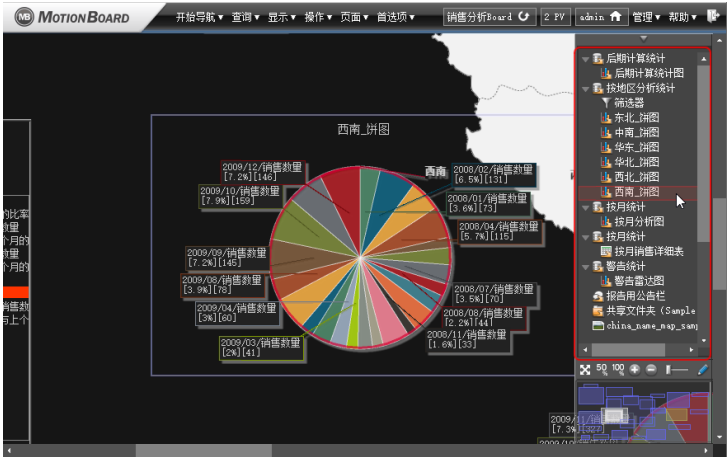 MOTIONBOARD
开始导航▼ 查询▼ 显示▼ 操作▼ 页面▼ 首选项▼
销售分析Board
2 PV
admin
管理▼ 帮助▼
西南_饼图
西南
2009/12/销售数量
[7.2%][146]
2008/02/销售数量
[6.5%][131]
2009/10/销售数量
[7.9%][159]
2008/01/销售数量
[3.6%][73]
2008/04/销售数量
[5.7%][115]
2009/09/销售数量
[7.2%][145]
2009/08/销售数量
[3.9%][78]
2008/07/销售数量
[3.5%][70]
2009/04/销售数量
[3%][60]
2008/08/销售数量
[2.2%][44]
2008/11/销售数量
[1.6%][33]
2009/03/销售数量
[2%][41]
的比率
数量
个月的
数量
个月的
销售数
与上个
后期计算统计
后期计算统计图
按地区分析统计
筛选器
东北_饼图
中南_饼图
华东_饼图
华北_饼图
西北_饼图
西南_饼图
按月统计
按月分析图
按月统计
按月销售详细表
警告统计
警告雷达图
报告用公告栏
共享文件夹 (Sample
china_name_map_samp
50%
100%
2009/11/销售
[7.3%][327]